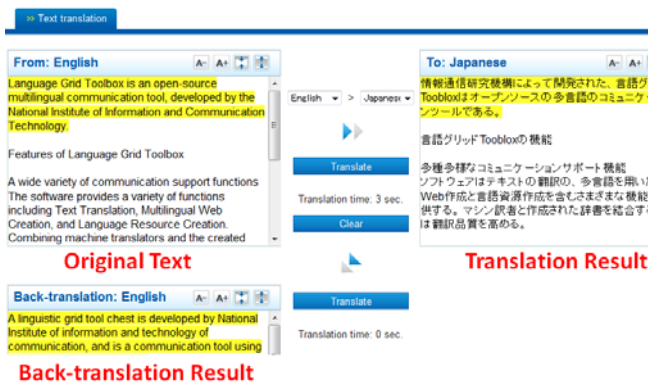 >> Text translation
From: English
A- A+
Language Grid Toolbox is an open-source
multilingual communication tool, developed by the
National Institute of Information and Communication
Technology.
Features of Language Grid Toolbox
A wide variety of communication support functions
The software provides a variety of functions
including Text Translation, Multilingual Web
Creation, and Language Resource Creation.
Combining machine translators and the created
Original Text
English > Japanese
Translate
Translation time: 3 sec.
Clear
Translate
Translation time: 0 sec.
To: Japanese
A- A+
情報通信研究機構によって開発された、言語グ
Toobloxはオープンソースの多言語のコミュニケ
ンツールである。
言語グリッドToobloxの機能
多種多様なコミュニケーションサポート機能
ソフトウェアはテキストの翻訳の、多言語を用い
Web作成と言語資源作成を含むさまざまな機能
供する。マシン訳者と作成された辞書を結合す
は翻訳品質を高める。
Translation Result
Back-translation: English
A- A+
A linguistic grid tool chest is developed by National
Institute of information and technology of
communication, and is a communication tool using
Back-translation Result